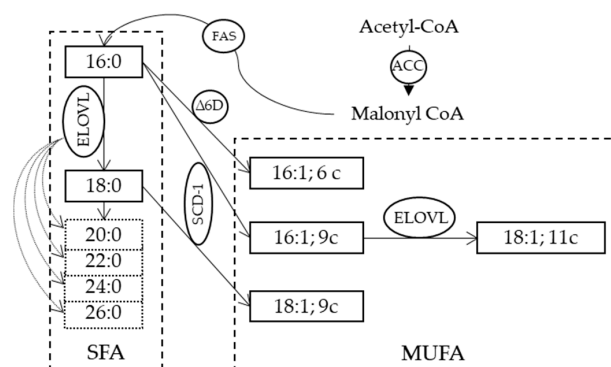 Acetyl-CoA
FAS
16:0
ACC
Δ6D
Malonyl CoA
ELOVL
16:1; 6 c
18:0
SCD-1
ELOVL
20:0
16:1; 9c
18:1; 11c
22:0
24:0
26:0
18:1; 9c
SFA
MUFA